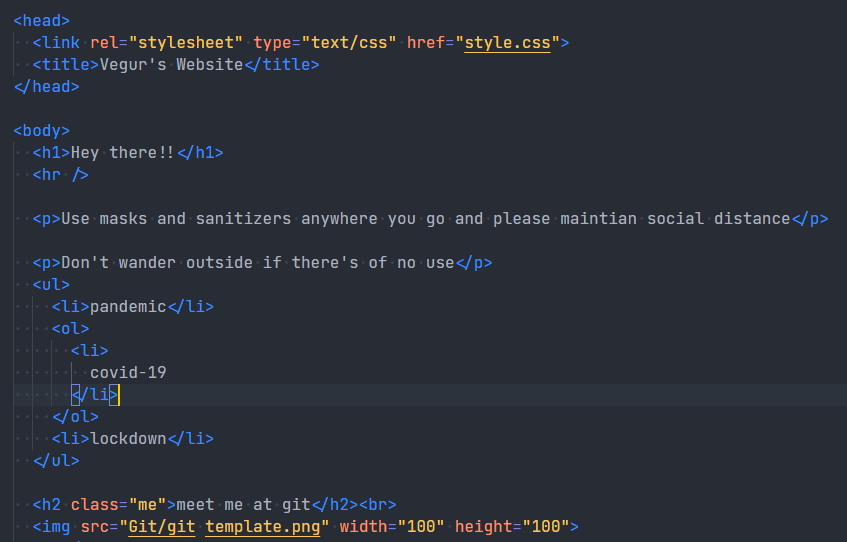 <head>
<link rel="stylesheet" type="text/css" href="style.css">
<title>Vegur's Website</title>
</head>
<body>
<h1>Hey there!!</h1>
<hr />
<p>Use masks and sanitizers anywhere you go and please maintian social distance</p>
<p>Don't wander outside if there's of no use</p>
<ul>
<li>pandemic</li>
<ol>
<li>
covid-19
</li>
</ol>
<li>lockdown</li>
</ul>
<h2 class="me">meet me at git</h2><br>
<img src="Git/git template.png" width="100" height="100">